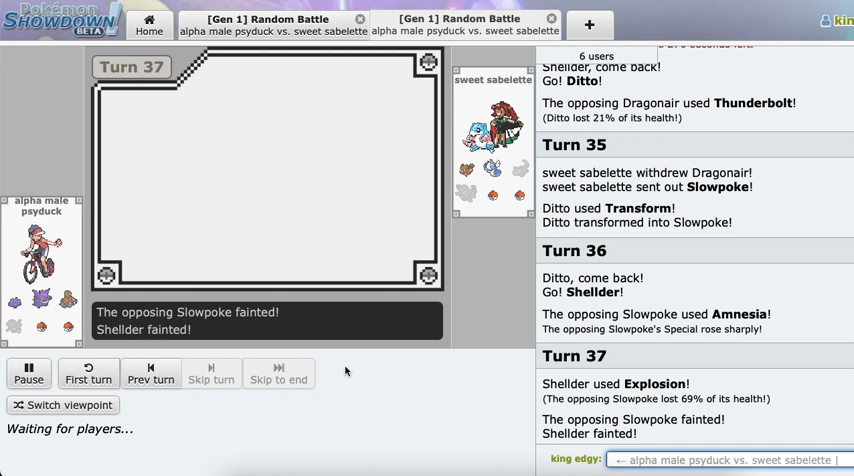 Pokémon
SHOWDOWN!
BETA
Home
[Gen 1] Random Battle
alpha male psyduck vs. sweet sabelette
[Gen 1] Random Battle
alpha male psyduck vs. sweet sabelette
+
kin
Turn 37
alpha male
psyduck
sweet sabelette
The opposing Slowpoke fainted!
Shellder fainted!
Pause
First turn
Prev turn
Skip turn
Skip to end
Switch viewpoint
Waiting for players...
6 users
Shellder, come back!
Go! Ditto!
The opposing Dragonair used Thunderbolt!
(Ditto lost 21% of its health!)
Turn 35
sweet sabelette withdrew Dragonair!
sweet sabelette sent out Slowpoke!
Ditto used Transform!
Ditto transformed into Slowpoke!
Turn 36
Ditto, come back!
Go! Shellder!
The opposing Slowpoke used Amnesia!
The opposing Slowpoke's Special rose sharply!
Turn 37
Shellder used Explosion!
(The opposing Slowpoke lost 69% of its health!)
The opposing Slowpoke fainted!
Shellder fainted!
king edgy:
← alpha male psyduck vs. sweet sabelette |